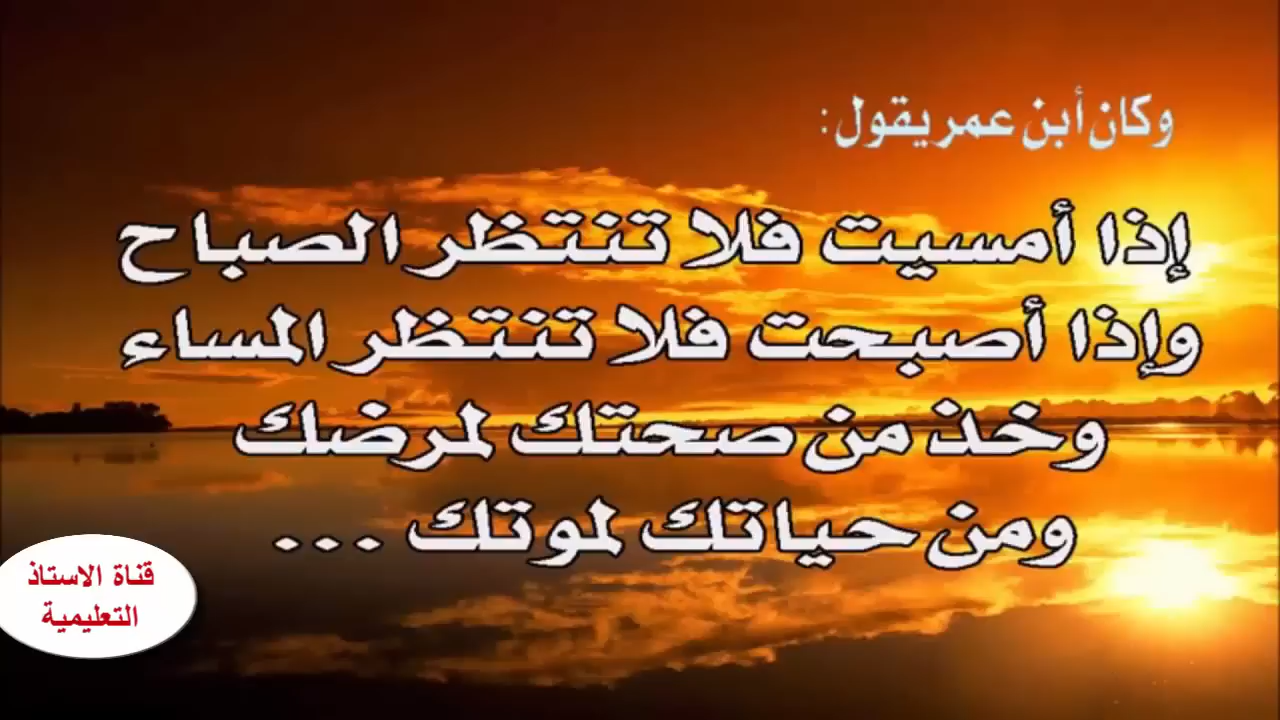 وكان أبن عمر يقول:
إذا أمسيت فلا تنتظر الصباح
وإذا أصبحت فلا تنتظر المساء
وخذ من صحتك لمرضك
ومن حياتك لموتك ...
قناة الاستاذ
التعليمية